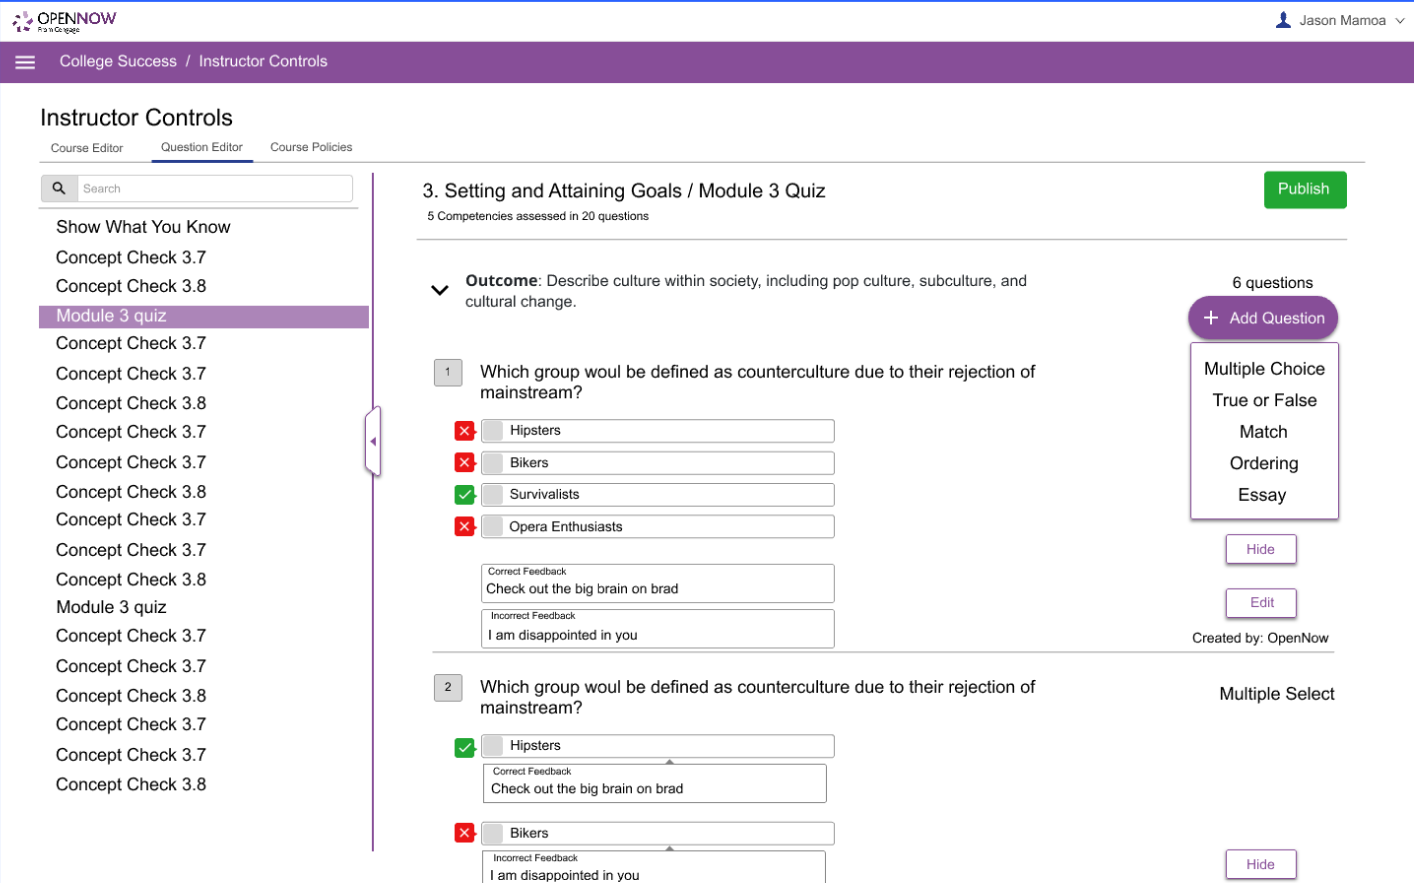 OPENNOW
From Cengage
Jason Mamoa
College Success / Instructor Controls
Instructor Controls
Course Editor
Question Editor
Course Policies
Search
Show What You Know
Concept Check 3.7
Concept Check 3.8
Module 3 quiz
Concept Check 3.7
Concept Check 3.7
Concept Check 3.8
Concept Check 3.7
Concept Check 3.7
Concept Check 3.8
Concept Check 3.7
Concept Check 3.7
Concept Check 3.8
Module 3 quiz
Concept Check 3.7
Concept Check 3.7
Concept Check 3.8
Concept Check 3.7
Concept Check 3.7
Concept Check 3.8
3. Setting and Attaining Goals / Module 3 Quiz
5 Competencies assessed in 20 questions
Publish
Outcome: Describe culture within society, including pop culture, subculture, and
cultural change.
6 questions
+ Add Question
Multiple Choice
True or False
Match
Ordering
Essay
1
Which group woul be defined as counterculture due to their rejection of
mainstream?
Hipsters
Bikers
Survivalists
Opera Enthusiasts
Correct Feedback
Check out the big brain on brad
Incorrect Feedback
I am disappointed in you
Hide
Edit
Created by: OpenNow
2
Which group woul be defined as counterculture due to their rejection of
mainstream?
Multiple Select
Hipsters
Correct Feedback
Check out the big brain on brad
Bikers
Incorrect Feedback
I am disappointed in you
Hide